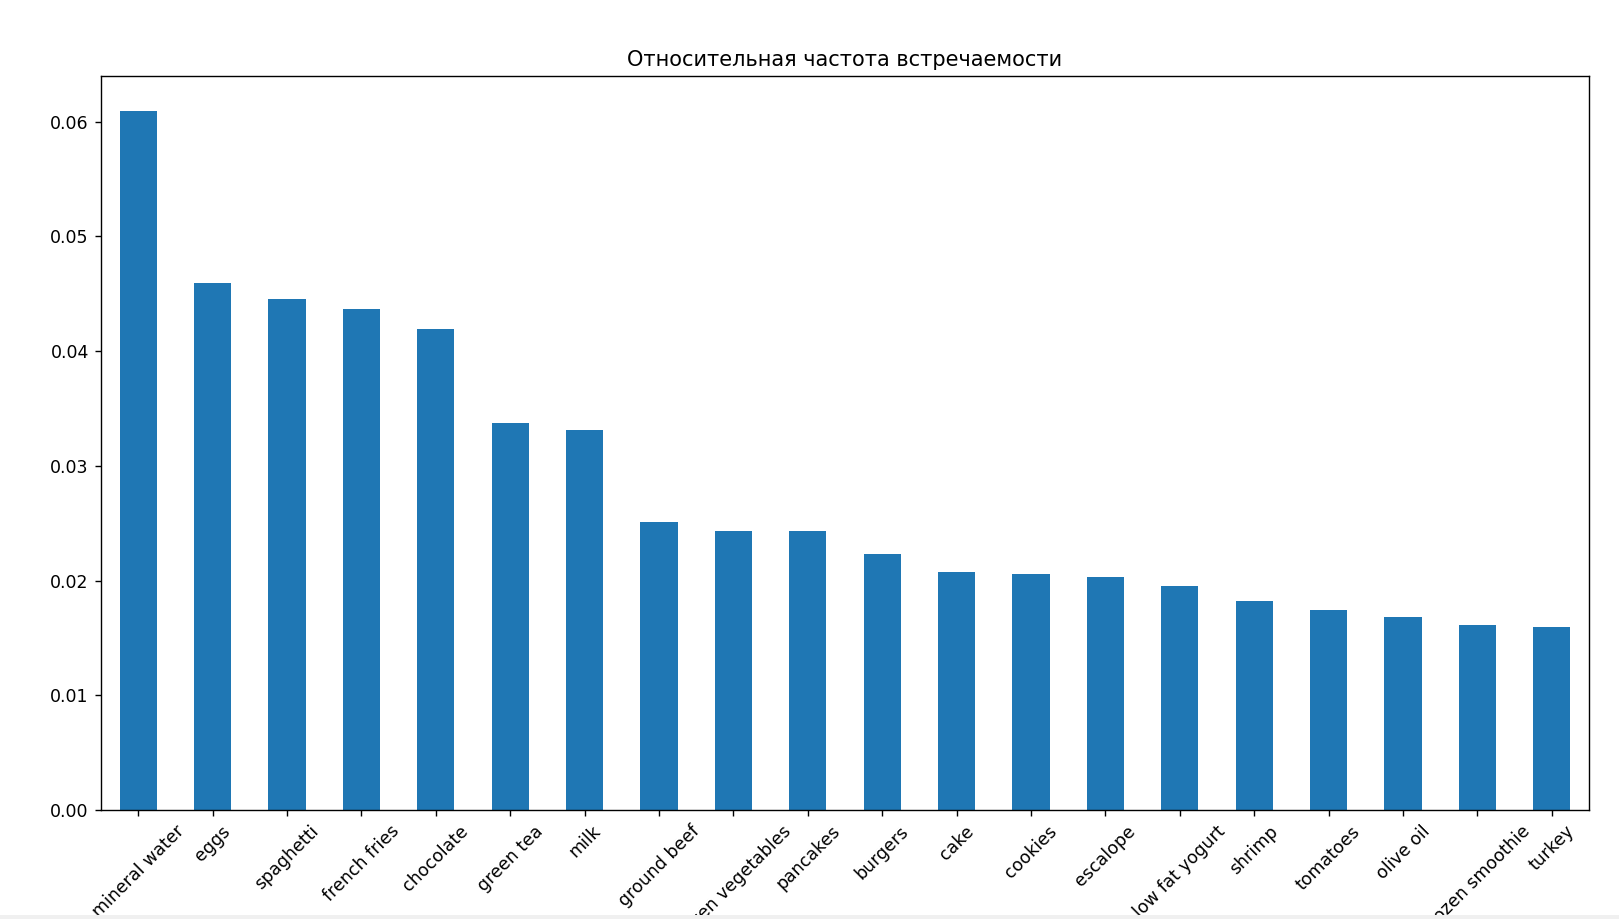 Относительная частота встречаемости
0.06
0.05
0.04
0.03
0.02
0.01
0.00
mineral water
eggs
spaghetti
french fries
chocolate
green tea
milk
ground beef
vegetables
pancakes
burgers
cake
cookies
escalope
low fat yogurt
shrimp
tomatoes
olive oil
smoothie
turkey